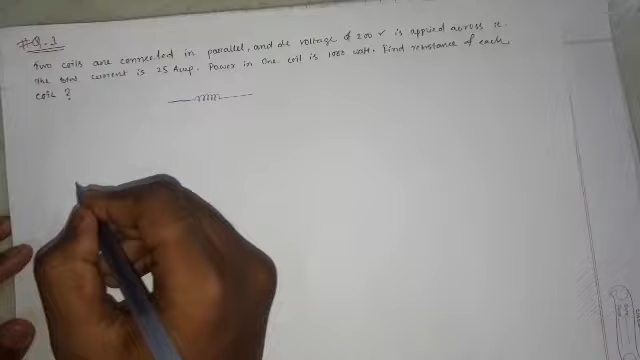 #Q.1
Two coils are connected in parallel, and dc voltage of 200 v is applied across it.
The total current is 25 Amp. Power in one coil is 1080 watt. Find resistance of each
coil ?